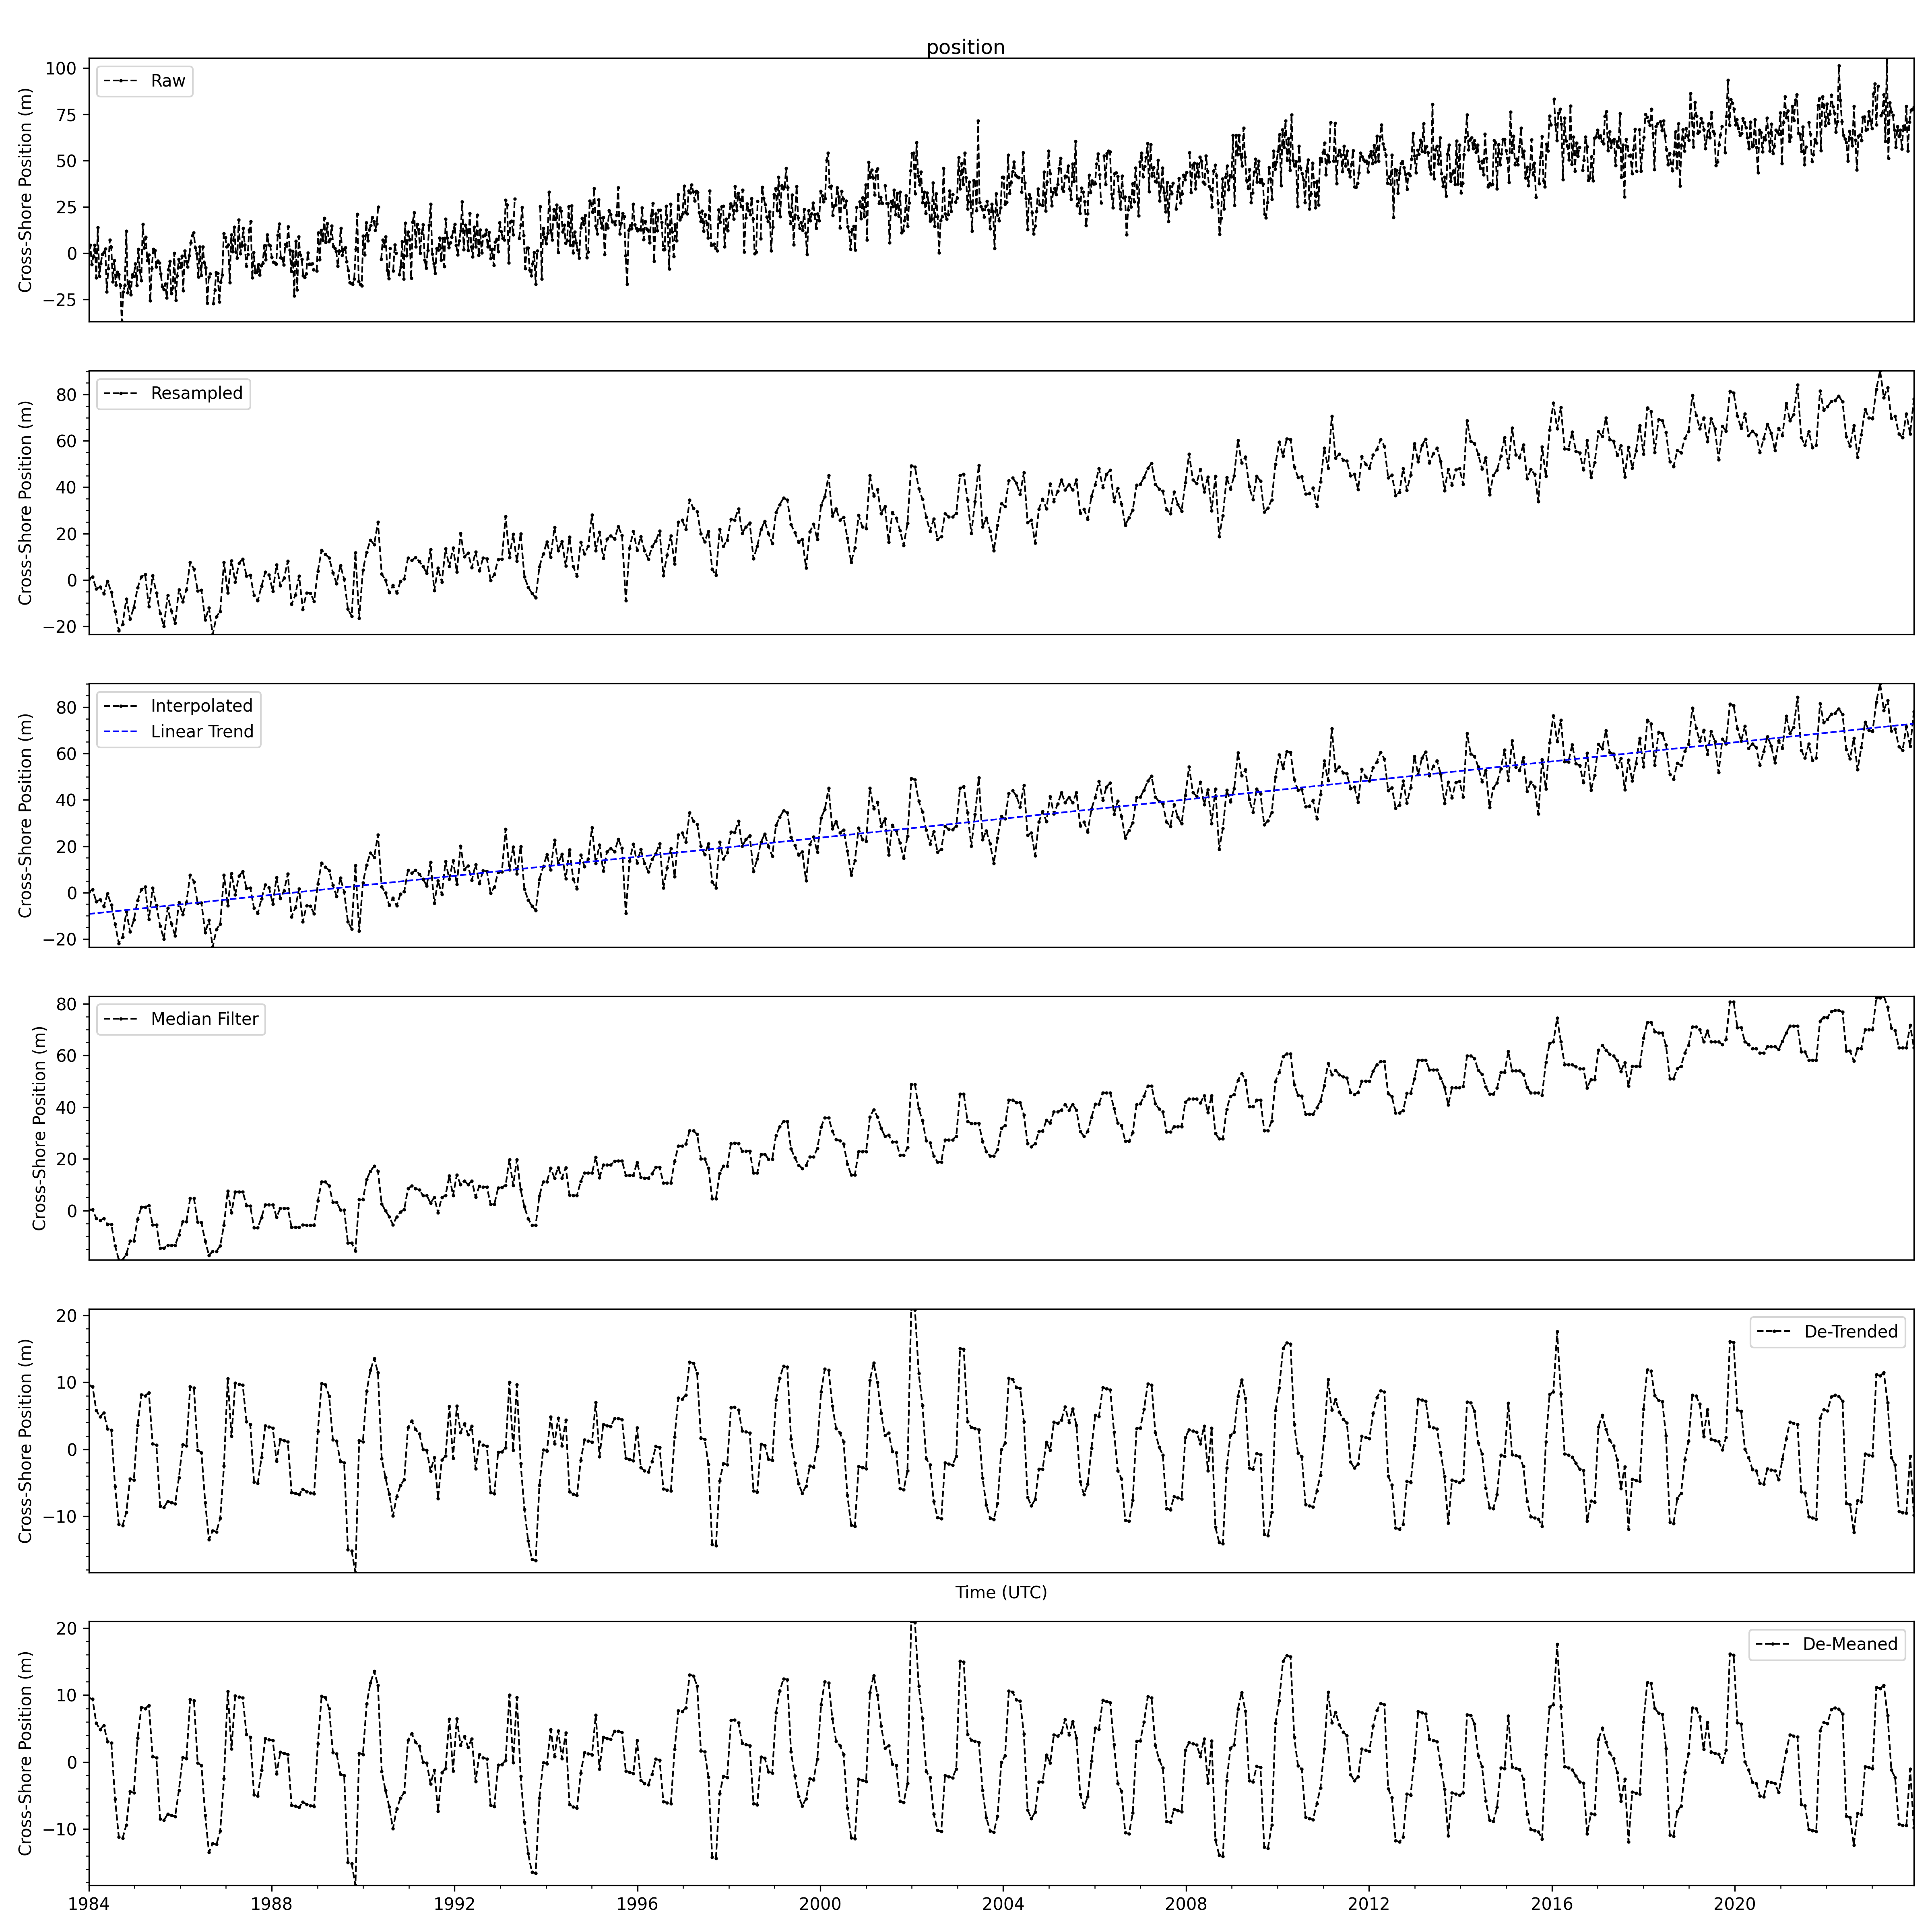 position
Cross-Shore Position (m)
100
75
50
25
0
−25
Raw
Cross-Shore Position (m)
80
60
40
20
0
−20
Resampled
Cross-Shore Position (m)
80
60
40
20
0
−20
Interpolated
Linear Trend
Cross-Shore Position (m)
80
60
40
20
0
Median Filter
Cross-Shore Position (m)
20
10
0
−10
De-Trended
Time (UTC)
Cross-Shore Position (m)
20
10
0
−10
De-Meaned
1984 1988 1992 1996 2000 2004 2008 2012 2016 2020